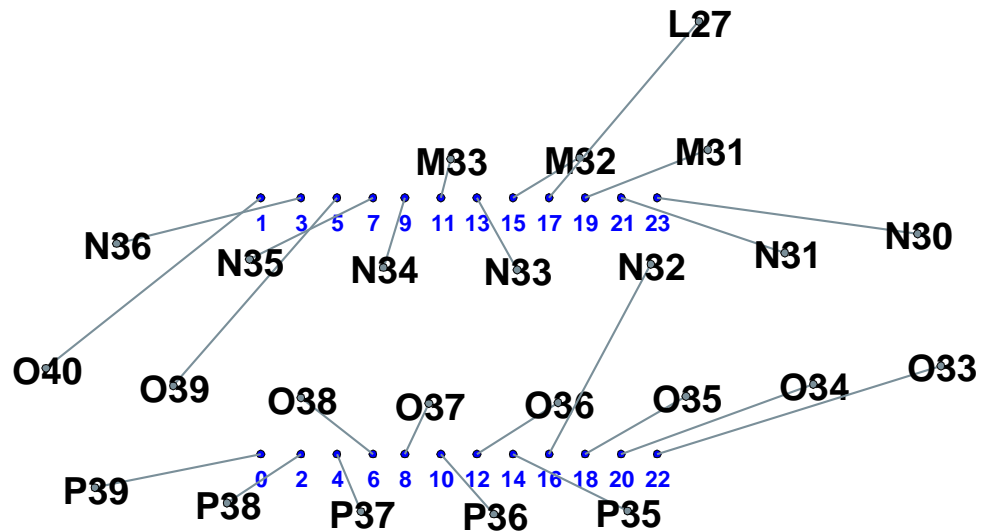 L27
M33 M32 M31
1 3 5 7 9 11 13 15 17 19 21 23
N36 N35 N34 N33 N32 N31 N30
O40 O39 O38 O37 O36 O35 O34 O33
0 2 4 6 8 10 12 14 16 18 20 22
P39 P38 P37 P36 P35